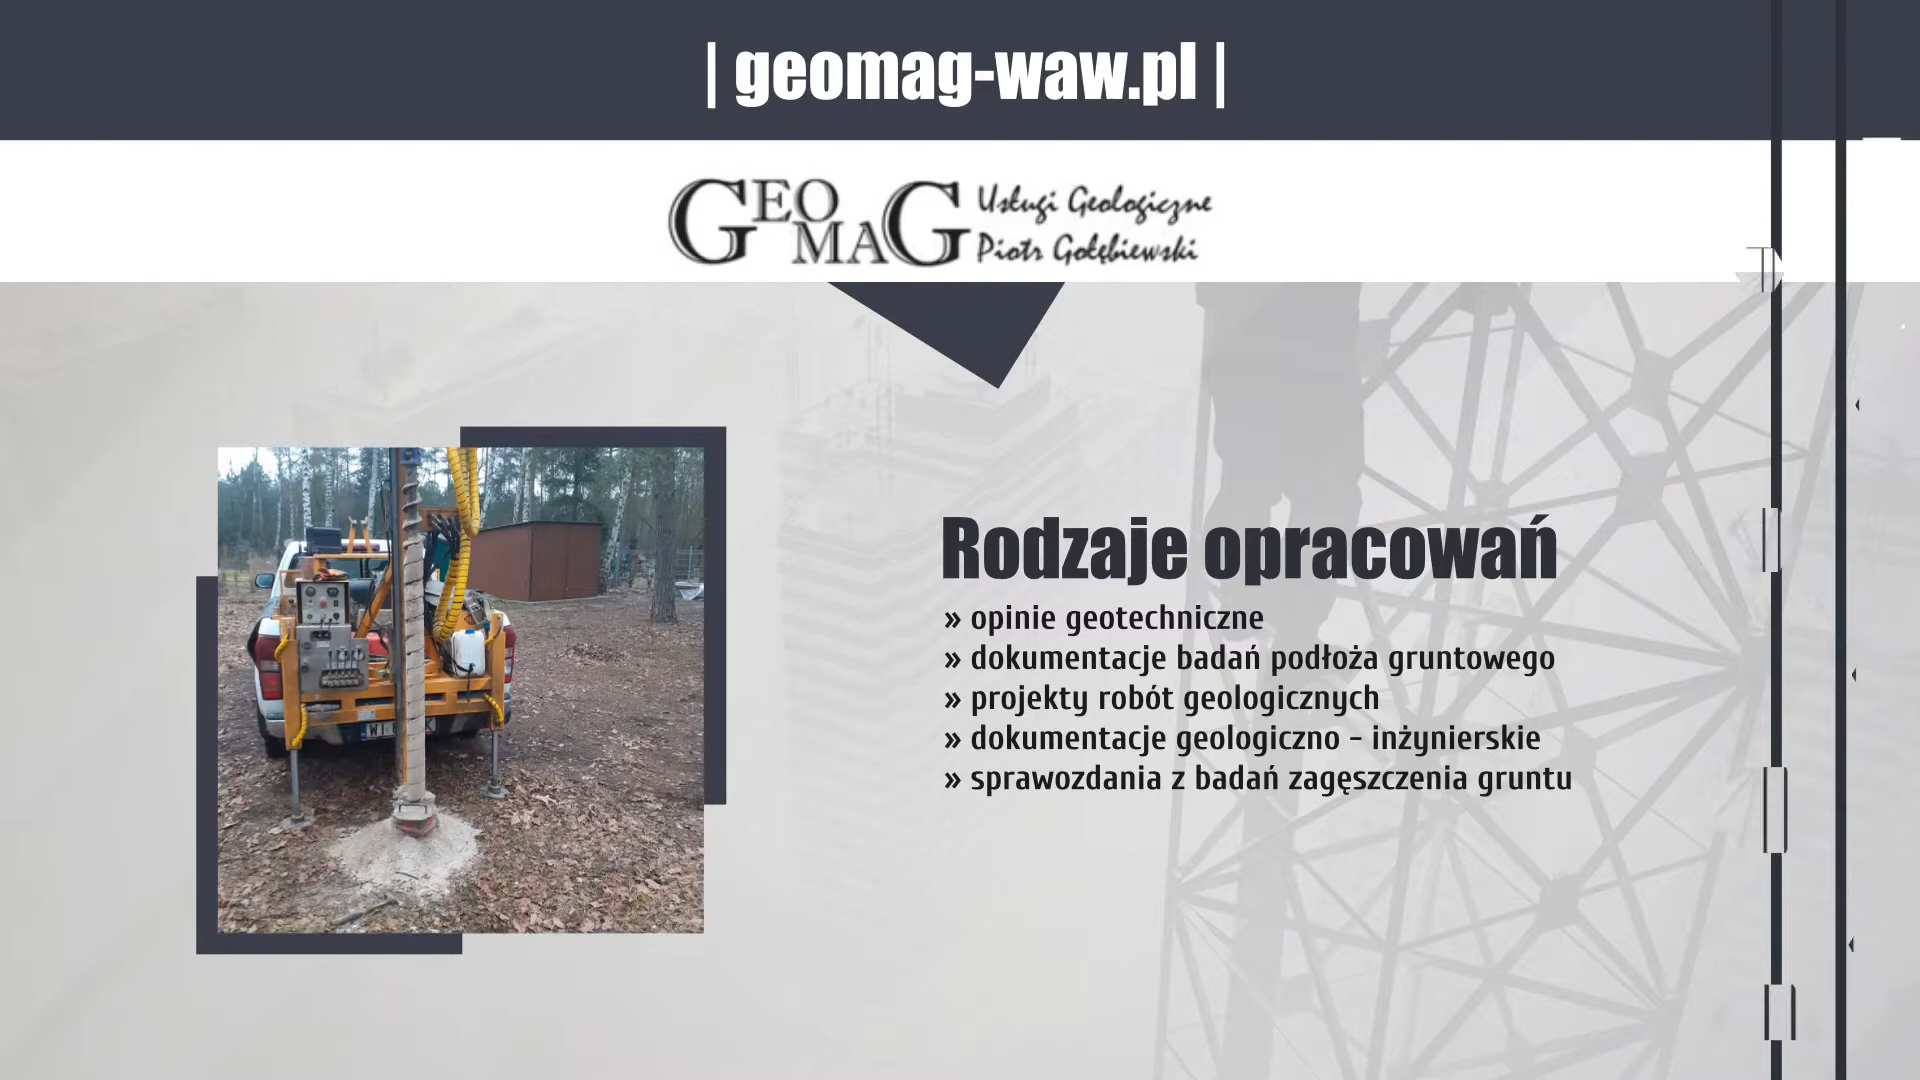 | geomag-waw.pl |
GEO MAG Usługi Geologiczne
Piotr Gołębiewski
Rodzaje opracowań
» opinie geotechniczne
» dokumentacje badań podłoża gruntowego
» projekty robót geologicznych
» dokumentacje geologiczno - inżynierskie
» sprawozdania z badań zagęszczenia gruntu